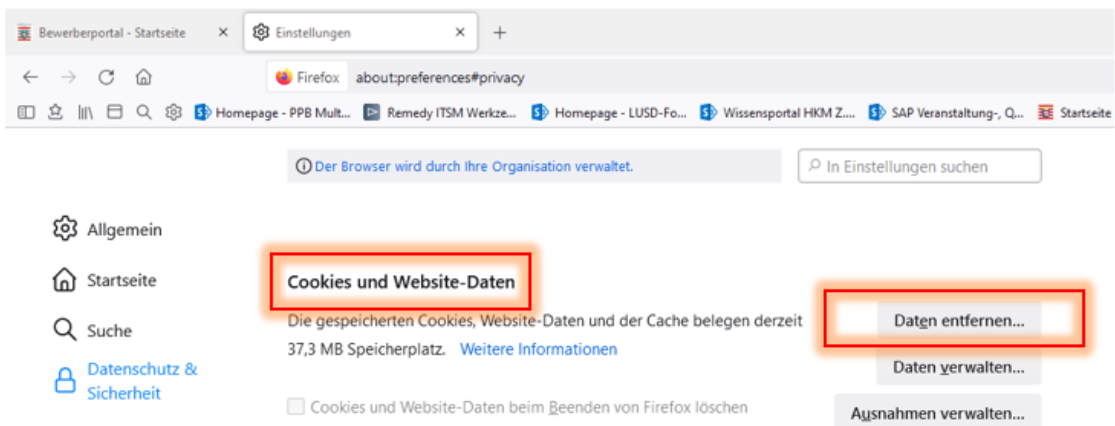 Bewerberportal - Startseite
Einstellungen
Firefox about:preferences#privacy
Homepage - PPB Mult... Remedy ITSM Werkze... Homepage - LUSD-Fo... Wissensportal HKM Z.... SAP Veranstaltung-, Q... Startseite
Der Browser wird durch Ihre Organisation verwaltet.
In Einstellungen suchen
Allgemein
Startseite
Suche
Datenschutz &
Sicherheit
Cookies und Website-Daten
Die gespeicherten Cookies, Website-Daten und der Cache belegen derzeit
37,3 MB Speicherplatz. Weitere Informationen
Cookies und Website-Daten beim Beenden von Firefox löschen
Daten entfernen...
Daten verwalten...
Ausnahmen verwalten...